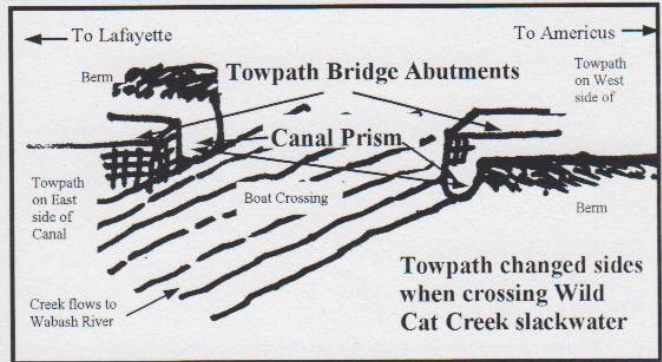 To Lafayette
To Americus
Berm
Towpath Bridge Abutments
Towpath
on West
side of
Canal Prism
Towpath
on East
side of
Canal
Boat Crossing
Berm
Creek flows to
Wabash River
Towpath changed sides
when crossing Wild
Cat Creek slackwater